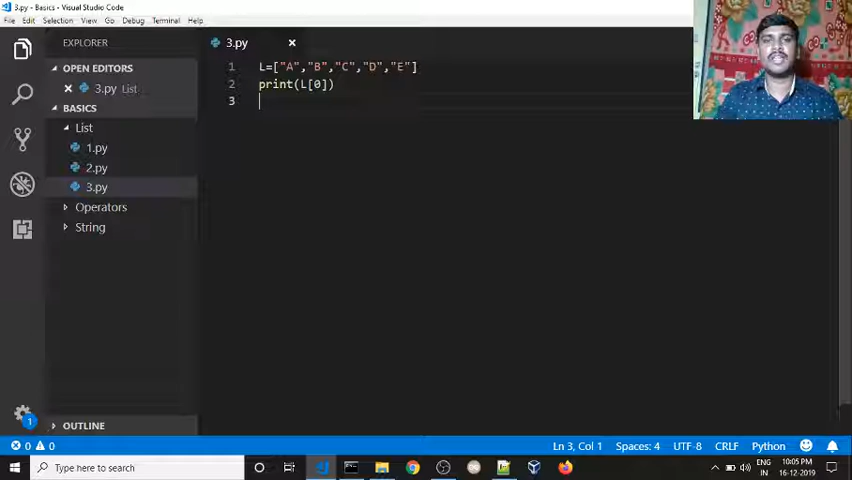 3.py - Basics - Visual Studio Code
File Edit Selection View Go Debug Terminal Help
EXPLORER
3.py
OPEN EDITORS
3.py List
BASICS
List
1.py
2.py
3.py
Operators
String
1 L=["A","B","C","D","E"]
2 print(L[0])
3
OUTLINE
1
0 0
Ln 3, Col 1 Spaces: 4 UTF-8 CRLF Python
Type here to search
ENG
IN
10:05 PM
16-12-2019